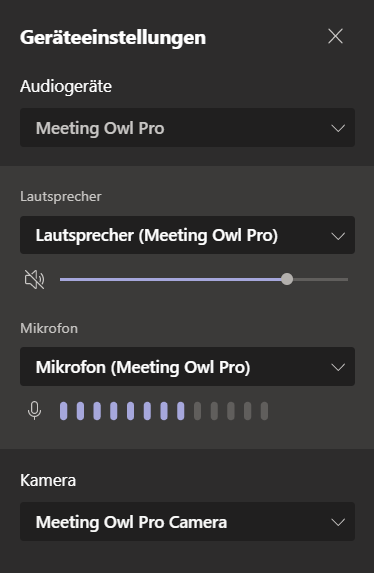 Geräteeinstellungen
Audiogeräte
Meeting Owl Pro
Lautsprecher
Lautsprecher (Meeting Owl Pro)
Mikrofon
Mikrofon (Meeting Owl Pro)
Kamera
Meeting Owl Pro Camera